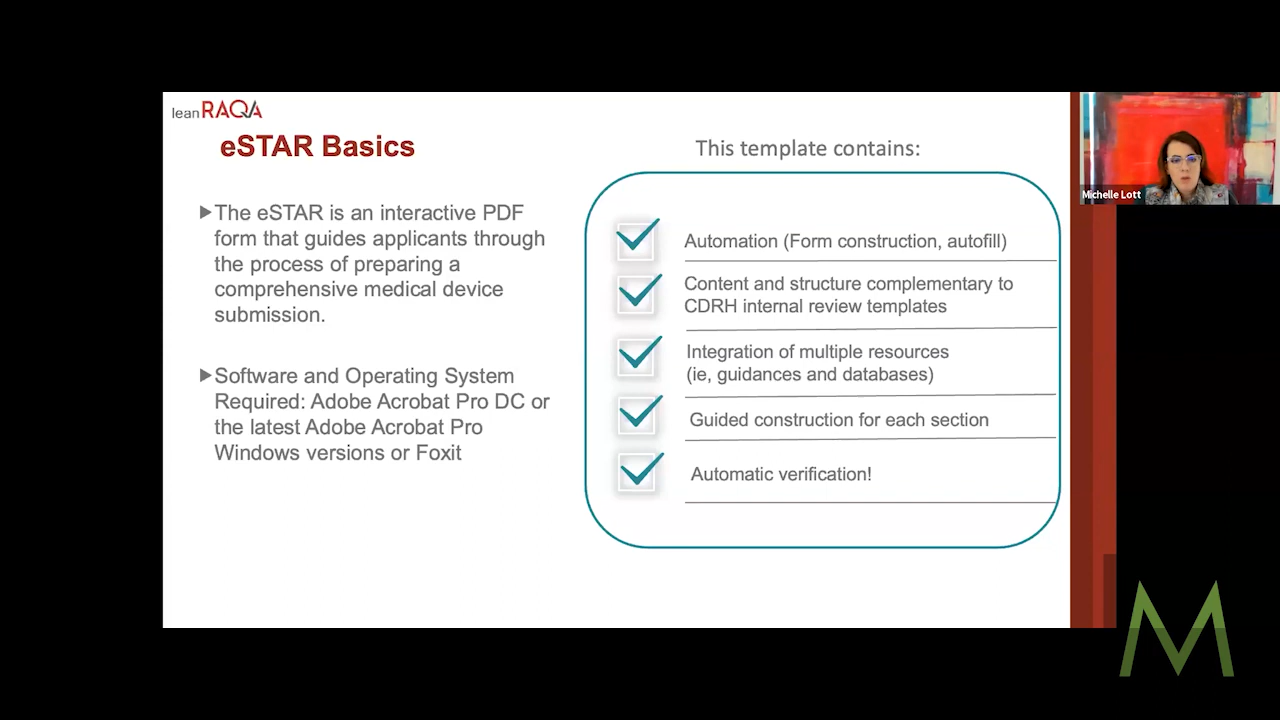 lean RAQA
eSTAR Basics
The eSTAR is an interactive PDF
form that guides applicants through
the process of preparing a
comprehensive medical device
submission.
Software and Operating System
Required: Adobe Acrobat Pro DC or
the latest Adobe Acrobat Pro
Windows versions or Foxit
This template contains:
Automation (Form construction, autofill)
Content and structure complementary to
CDRH internal review templates
Integration of multiple resources
(ie, guidances and databases)
Guided construction for each section
Automatic verification!
Michelle Lott
M